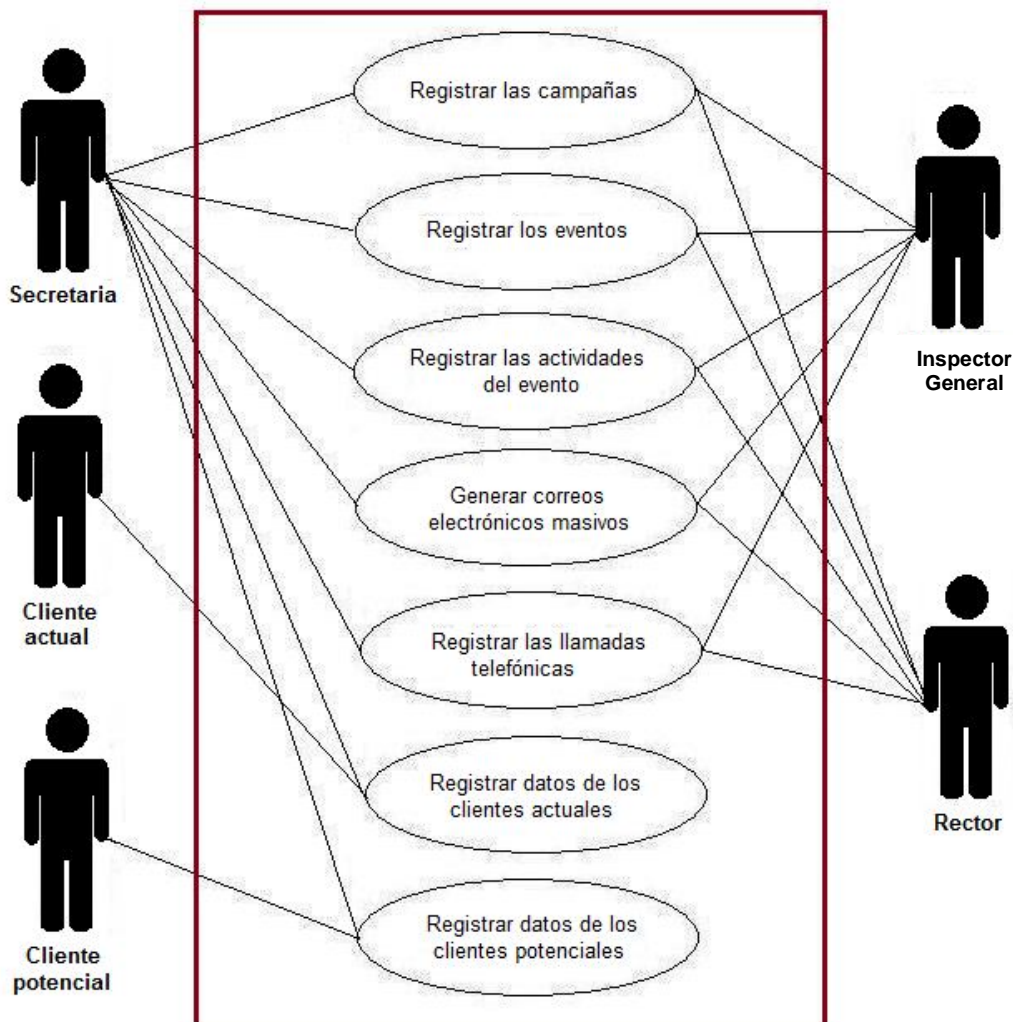 Registrar las campañas
Registrar los eventos
Secretaria
Registrar las actividades
del evento
Inspector
General
Generar correos
electrónicos masivos
Cliente
actual
Registrar las llamadas
telefónicas
Registrar datos de los
clientes actuales
Rector
Registrar datos de los
clientes potenciales
Cliente
potencial